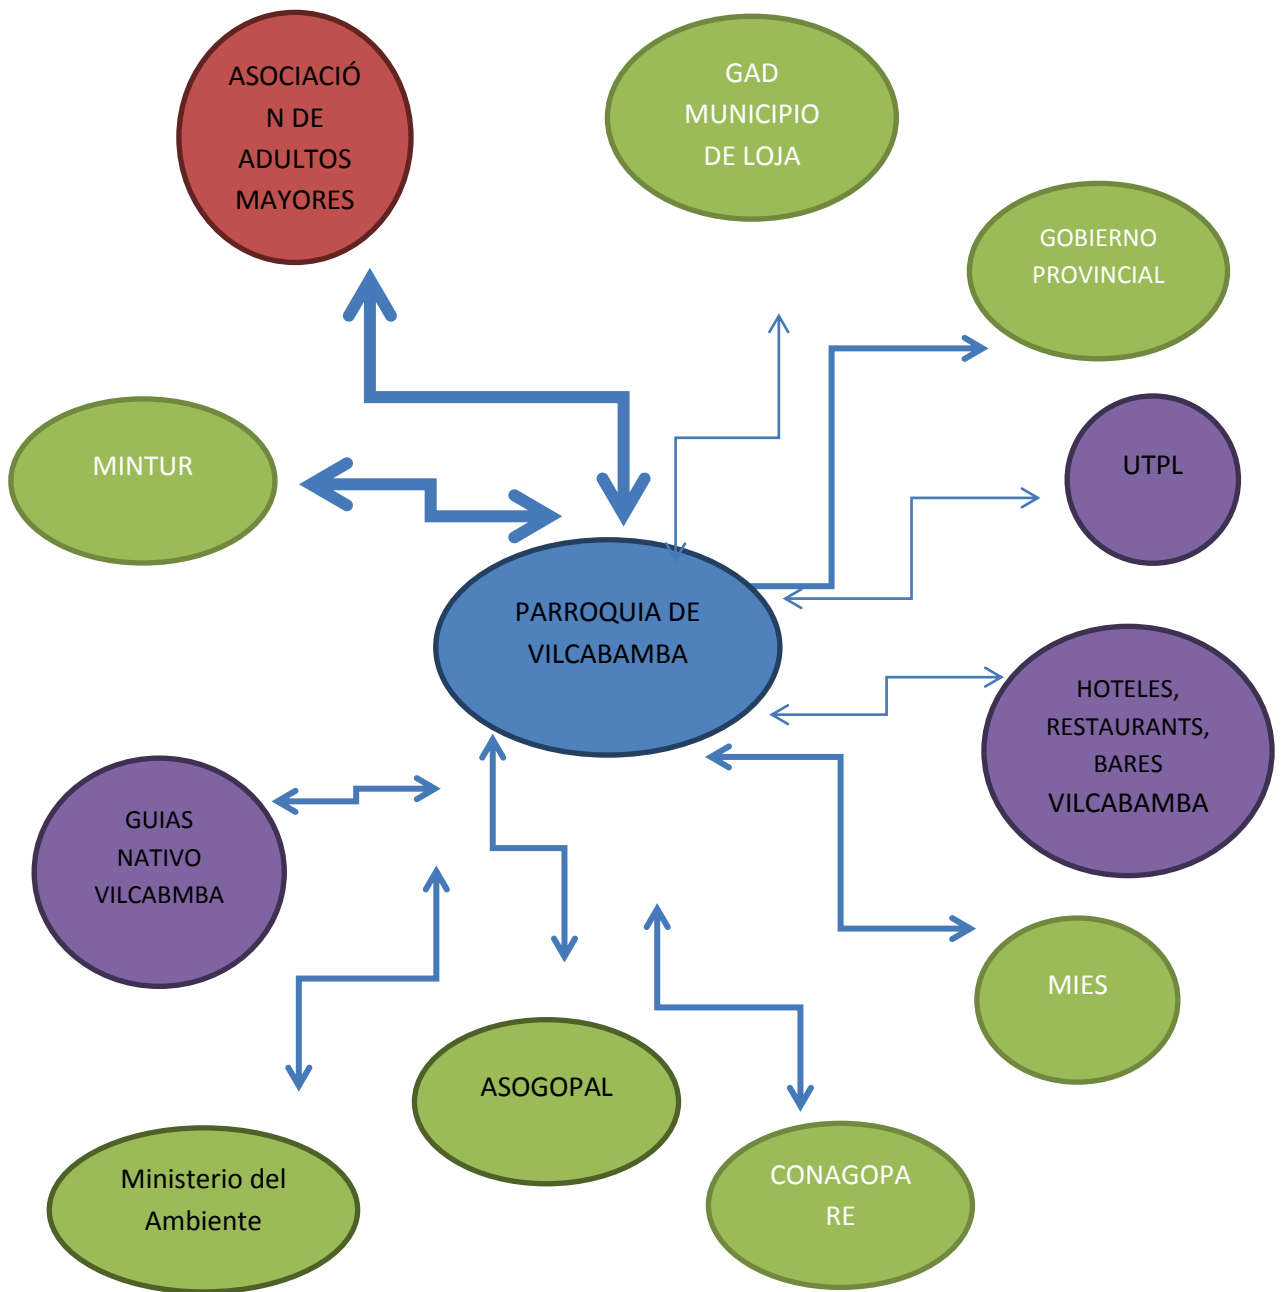 ASOCIACIÓ
N DE
ADULTOS
MAYORES
GAD
MUNICIPIO
DE LOJA
GOBIERNO
PROVINCIAL
MINTUR
UTPL
PARROQUIA DE
VILCABAMBA
HOTELES,
RESTAURANTS,
BARES
VILCABAMBA
GUIAS
NATIVO
VILCABMBA
MIES
ASOGOPAL
Ministerio del
Ambiente
CONAGOPA
RE